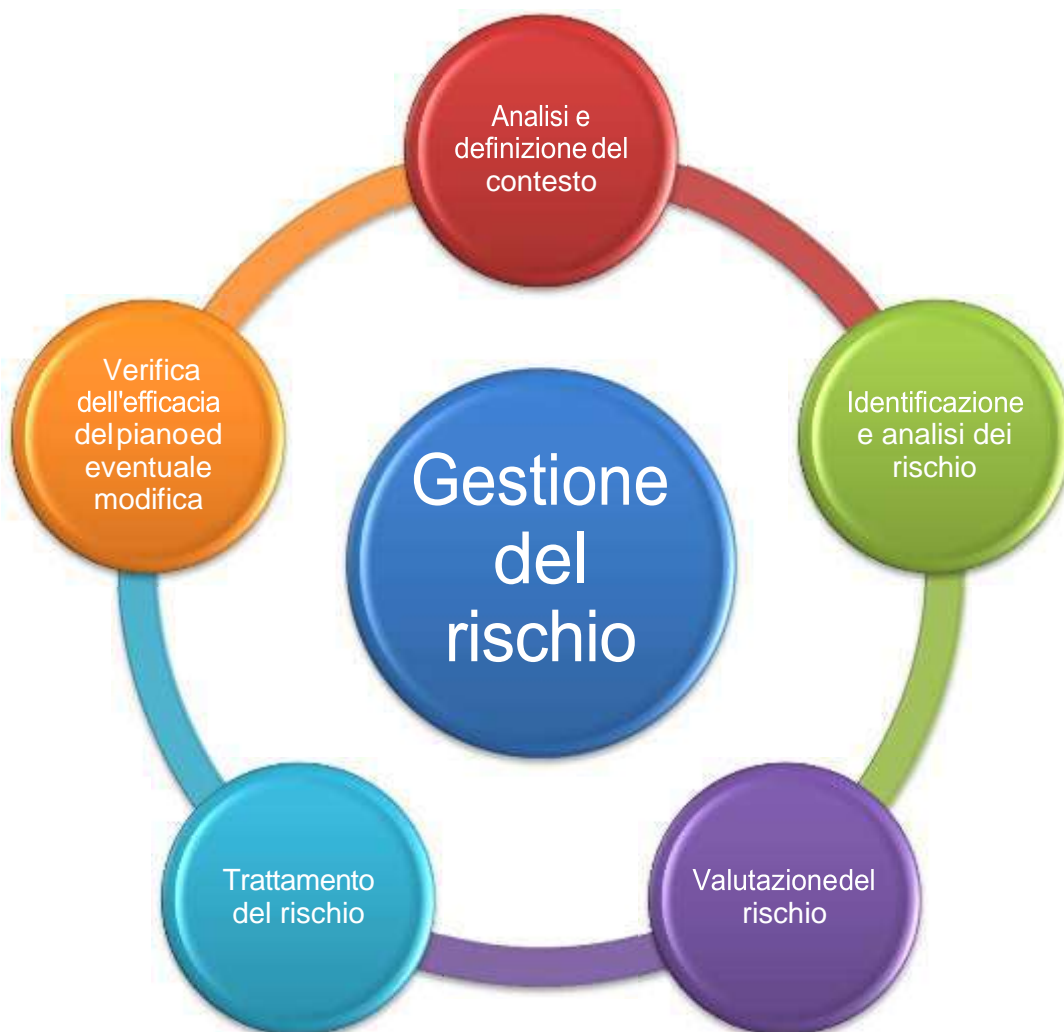 Analisi e
definizione del
contesto
Identificazione
e analisi dei
rischio
Valutazionedel
rischio
Trattamento
del rischio
Verifica
dell'efficacia
delpianoed
eventuale
modifica
Gestione
del
rischio